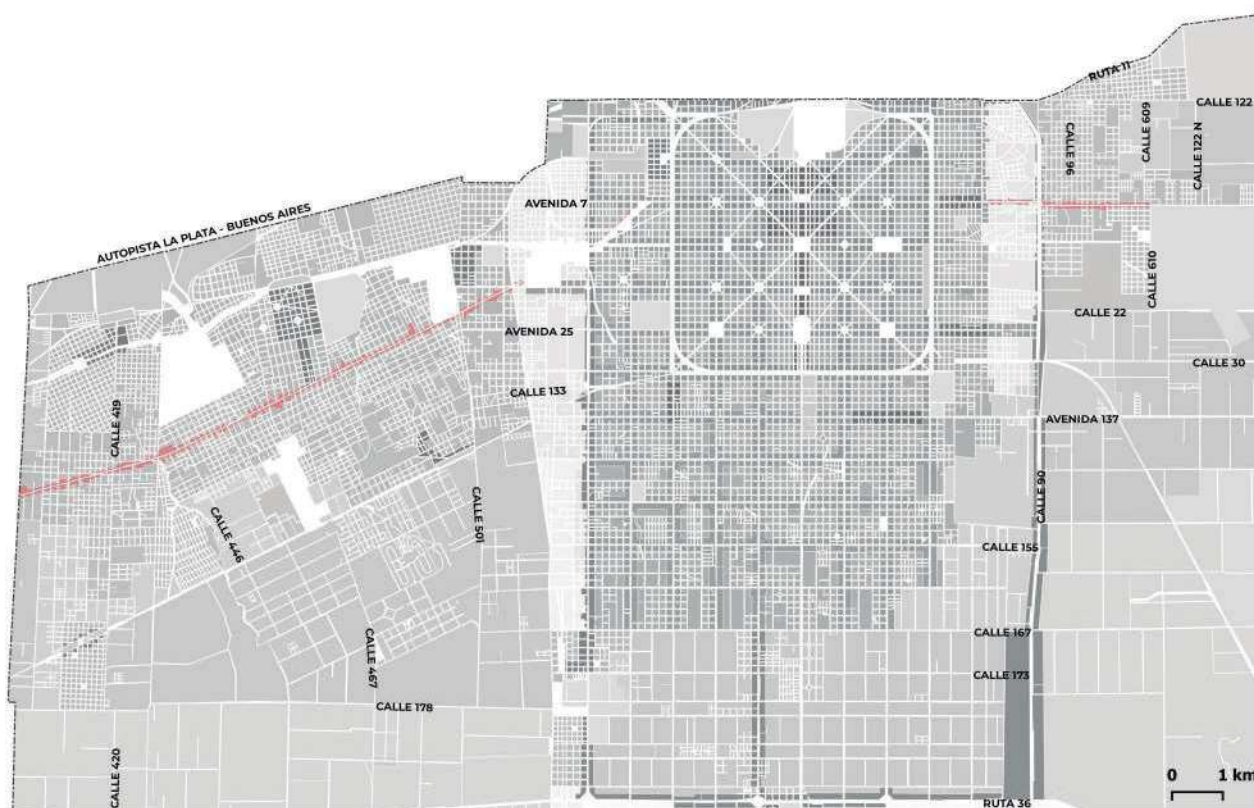 RUTA 11
CALLE 122
CALLE 609
CALLE 96
CALLE 122 N
AVENIDA 7
AUTOPISTA LA PLATA - BUENOS AIRES
CALLE 610
CALLE 22
AVENIDA 25
CALLE 30
CALLE 133
CALLE 419
AVENIDA 137
CALLE 90
CALLE 501
CALLE 446
CALLE 155
CALLE 167
CALLE 467
CALLE 173
CALLE 178
CALLE 420
0 1 km
RUTA 36